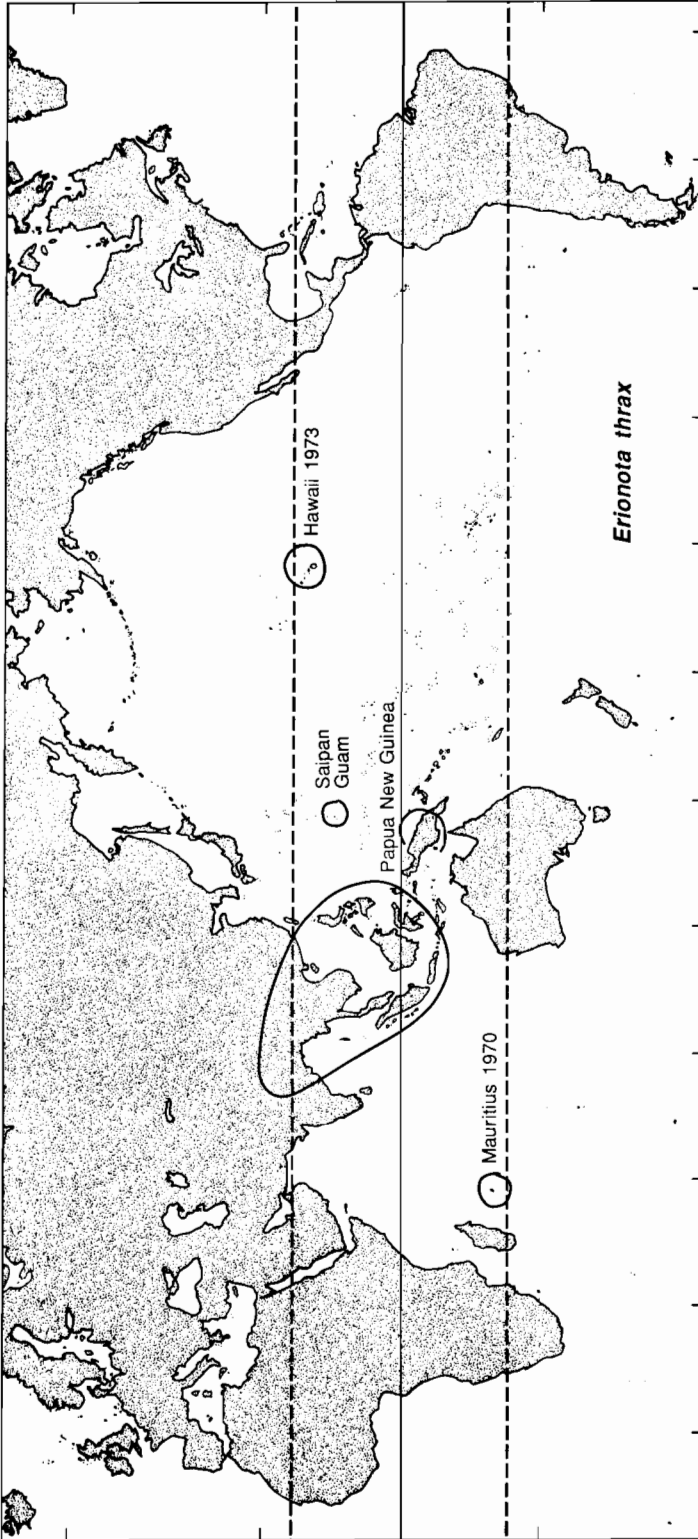 Hawaii 1973
Saipan
Guam
Papua New Guinea
Mauritius 1970
Erionota thrax